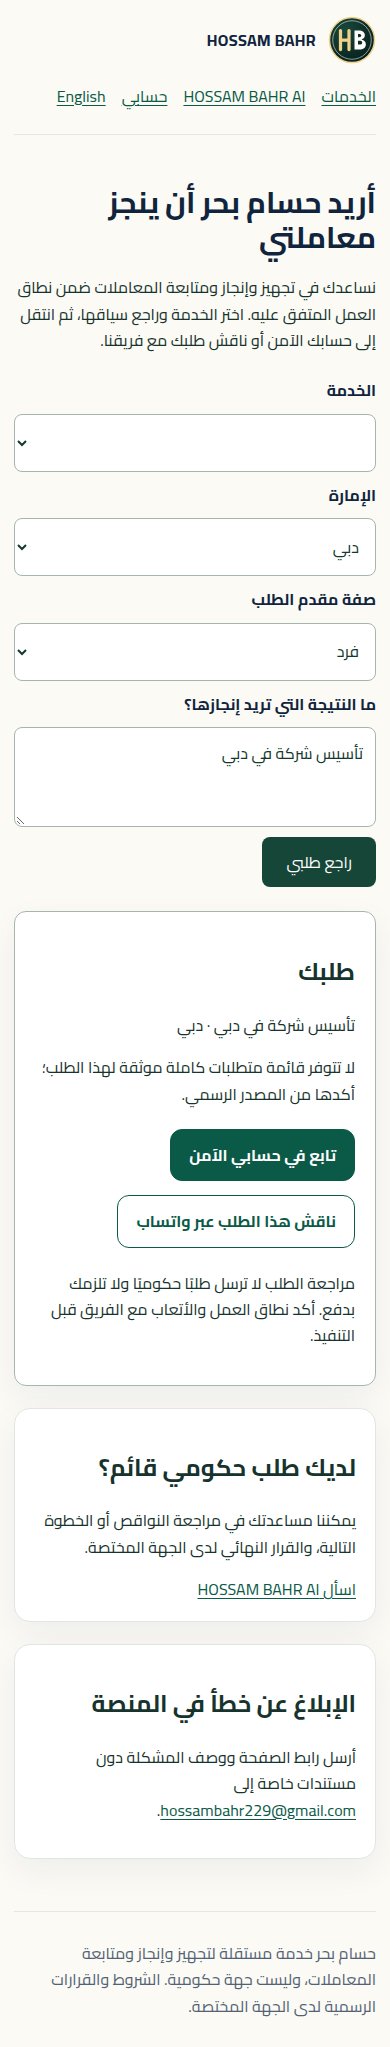 HB
HOSSAM BAHR
الخدمات HOSSAM BAHR AI حسابي English
أريد حسام بحر أن ينجز
معاملتي
نساعدك في تجهيز وإنجاز ومتابعة المعاملات ضمن نطاق
العمل المتفق عليه. اختر الخدمة وراجع سياقها، ثم انتقل
إلى حسابك الآمن أو ناقش طلبك مع فريقنا.
الخدمة
الإمارة
دبي
صفة مقدم الطلب
فرد
ما النتيجة التي تريد إنجازها؟
تأسيس شركة في دبي
راجع طلبي
طلبك
تأسيس شركة في دبي · دبي
لا تتوفر قائمة متطلبات كاملة موثقة لهذا الطلب؛
أكدها من المصدر الرسمي.
تابع في حسابي الآمن
ناقش هذا الطلب عبر واتساب
مراجعة الطلب لا ترسل طلبًا حكوميًا ولا تلزمك
بدفع. أكد نطاق العمل والأتعاب مع الفريق قبل
التنفيذ.
لديك طلب حكومي قائم؟
يمكننا مساعدتك في مراجعة النواقص أو الخطوة
التالية، والقرار النهائي لدى الجهة المختصة.
اسأل HOSSAM BAHR AI
الإبلاغ عن خطأ في المنصة
أرسل رابط الصفحة ووصف المشكلة دون
مستندات خاصة إلى
hossambahr229@gmail.com.
حسام بحر خدمة مستقلة لتجهيز وإنجاز ومتابعة
المعاملات، وليست جهة حكومية. الشروط والقرارات
الرسمية لدى الجهة المختصة.